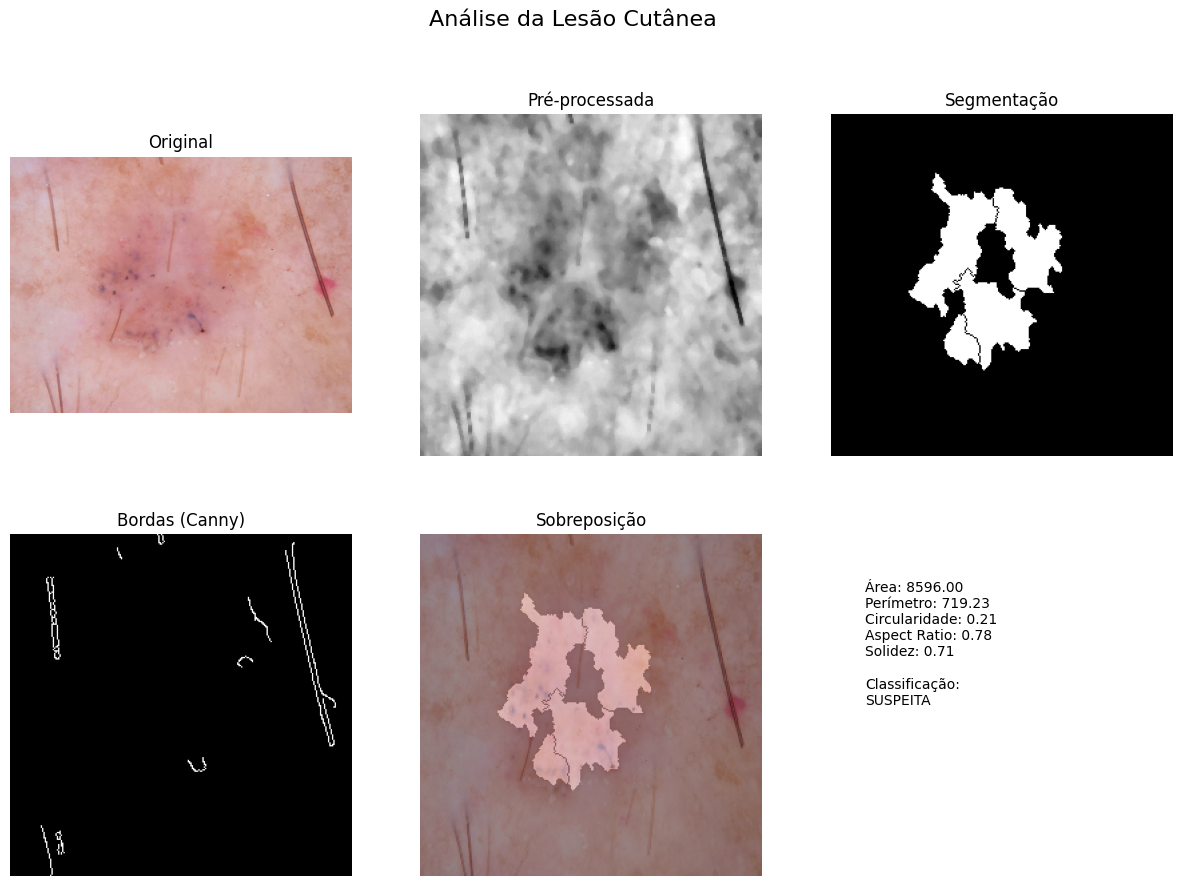 Análise da Lesão Cutânea
Original
Pré-processada
Segmentação
Bordas (Canny)
Sobreposição
Área: 8596.00
Perímetro: 719.23
Circularidade: 0.21
Aspect Ratio: 0.78
Solidez: 0.71
Classificação:
SUSPEITA